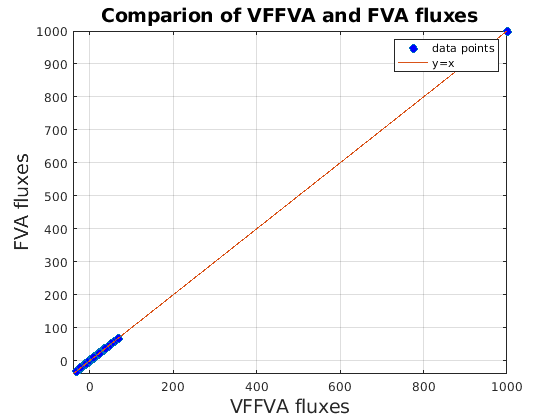 Comparion of VFFVA and FVA fluxes
data points
y=x
FVA fluxes
1000
900
800
700
600
500
400
300
200
100
0
0 200 400 600 800 1000
VFFVA fluxes